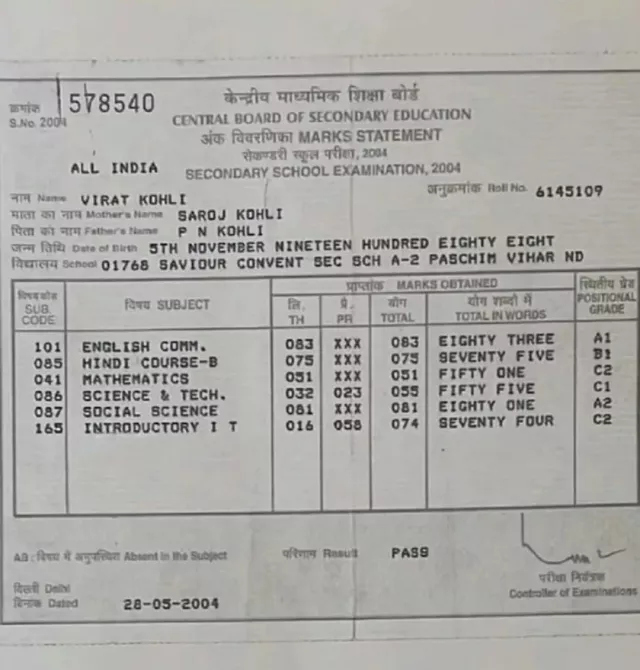 क्रमांक 578540
S.No. 2004
केन्द्रीय माध्यमिक शिक्षा बोर्ड
CENTRAL BOARD OF SECONDARY EDUCATION
अंक विवरणिका MARKS STATEMENT
सेकण्डरी स्कूल परीक्षा, 2004
ALL INDIA SECONDARY SCHOOL EXAMINATION, 2004
अनुक्रमांक Roll No. 6145109
नाम Name VIRAT KOHLI
माता का नाम Mother's Name SAROJ KOHLI
पिता का नाम Father's Name P N KOHLI
जन्म तिथि Date of Birth 5TH NOVEMBER NINETEEN HUNDRED EIGHTY EIGHT
विद्यालय School 01768 SAVIOUR CONVENT SEC SCH A-2 PASCHIM VIHAR ND
प्राप्तांक MARKS OBTAINED
विषय कोड SUB. CODE विषय SUBJECT लि. TH प्रे. PR योग TOTAL योग शब्दों में TOTAL IN WORDS स्थितीय ग्रेड POSITIONAL GRADE
101 ENGLISH COMM. 083 XXX 083 EIGHTY THREE A1
085 HINDI COURSE-B 075 XXX 075 SEVENTY FIVE B1
041 MATHEMATICS 051 XXX 051 FIFTY ONE C2
086 SCIENCE & TECH. 032 023 055 FIFTY FIVE C1
087 SOCIAL SCIENCE 081 XXX 081 EIGHTY ONE A2
165 INTRODUCTORY I T 016 058 074 SEVENTY FOUR C2
AB : विषय में अनुपस्थित Absent in the Subject परिणाम Result PASS
दिल्ली Delhi
दिनांक Dated 28-05-2004
परीक्षा नियंत्रक
Controller of Examinations